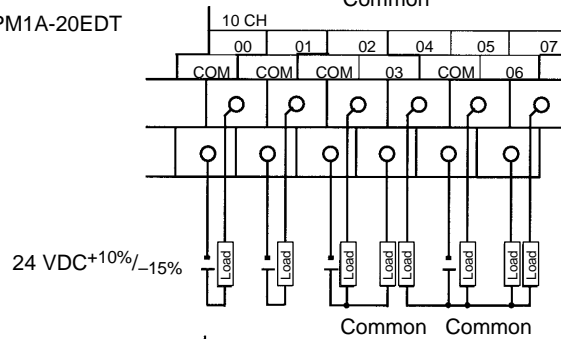 Common
PM1A-20EDT
10 CH
00 01 02 04 05 07
COM COM COM 03 COM 06
24 VDC+10%/–15%
Load Load Load Load Load Load Load Load
Common Common